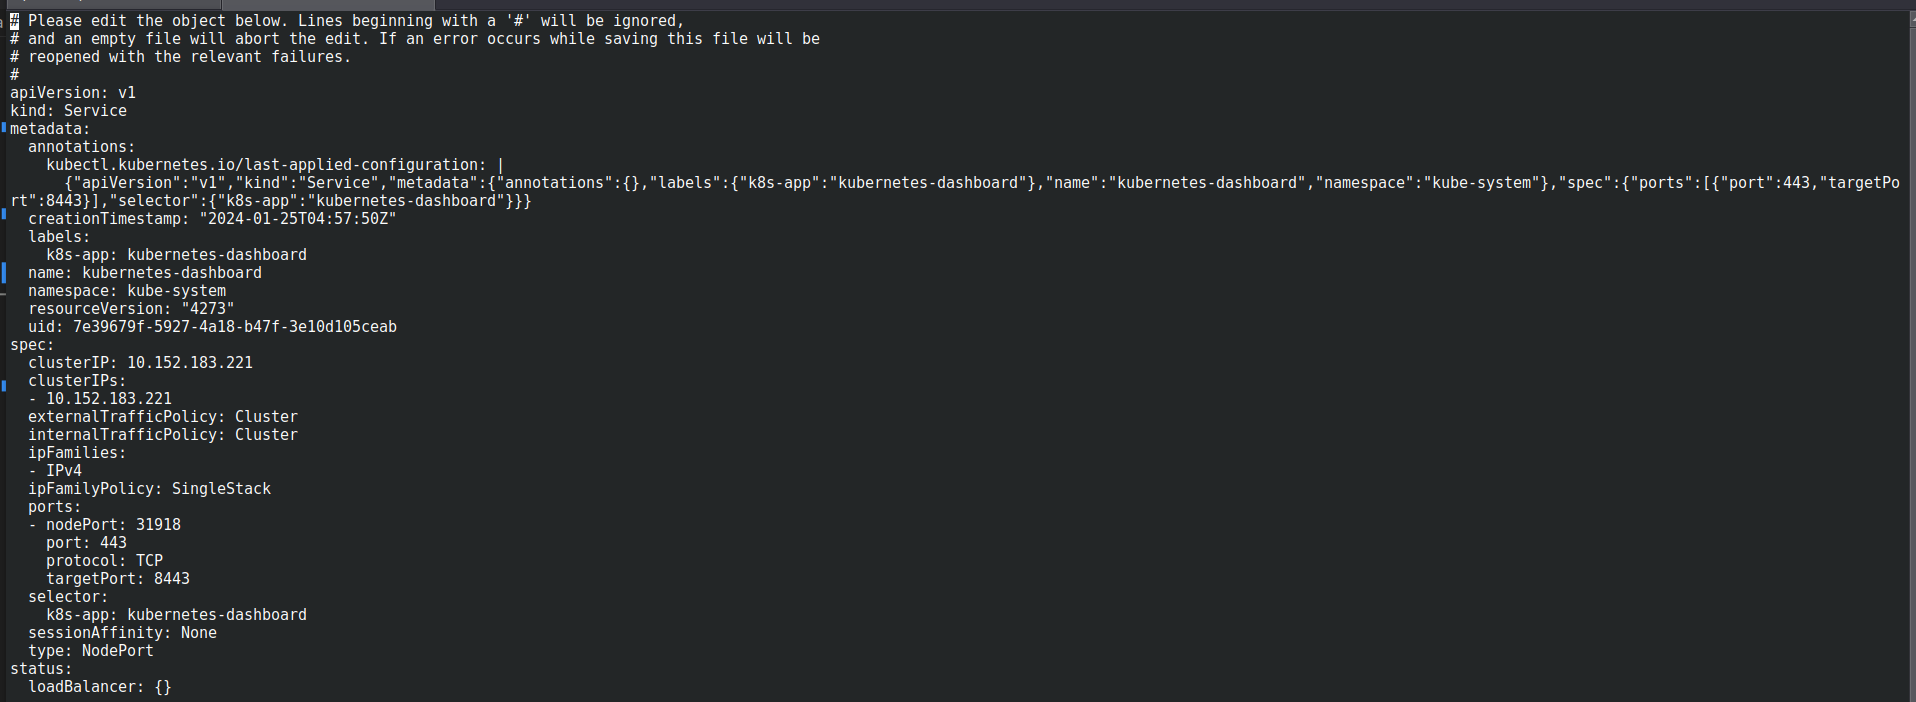 # Please edit the object below. Lines beginning with a '#' will be ignored,
# and an empty file will abort the edit. If an error occurs while saving this file will be
# reopened with the relevant failures.
#
apiVersion: v1
kind: Service
metadata:
  annotations:
    kubectl.kubernetes.io/last-applied-configuration: |
      {"apiVersion":"v1","kind":"Service","metadata":{"annotations":{},"labels":{"k8s-app":"kubernetes-dashboard"},"name":"kubernetes-dashboard","namespace":"kube-system"},"spec":{"ports":[{"port":443,"targetPo
rt":8443}],"selector":{"k8s-app":"kubernetes-dashboard"}}}
  creationTimestamp: "2024-01-25T04:57:50Z"
  labels:
    k8s-app: kubernetes-dashboard
  name: kubernetes-dashboard
  namespace: kube-system
  resourceVersion: "4273"
  uid: 7e39679f-5927-4a18-b47f-3e10d105ceab
spec:
  clusterIP: 10.152.183.221
  clusterIPs:
  - 10.152.183.221
  externalTrafficPolicy: Cluster
  internalTrafficPolicy: Cluster
  ipFamilies:
  - IPv4
  ipFamilyPolicy: SingleStack
  ports:
  - nodePort: 31918
    port: 443
    protocol: TCP
    targetPort: 8443
  selector:
    k8s-app: kubernetes-dashboard
  sessionAffinity: None
  type: NodePort
status:
  loadBalancer: {}